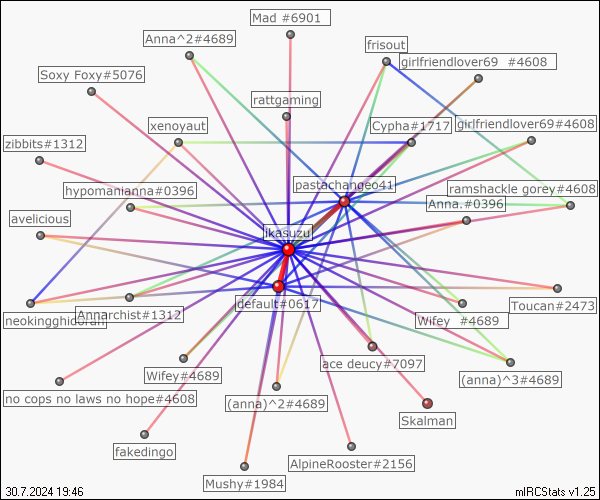 Mad #6901
Anna^2#4689
frisout
girlfriendlover69 #4608
Soxy Foxy#5076
rattgaming
xenoyaut
Cypha#1717
girlfriendlover69#4608
zibbits#1312
pastachangeo41
hypomanianna#0396
ramshackle gorey#4608
Anna.#0396
avelicious
ikasuzu
default#0617
neokingghidorah
Annarchist#1312
Toucan#2473
Wifey #4689
Wifey#4689
ace deucy#7097
(anna)^3#4689
no cops no laws no hope#4608
(anna)^2#4689
Skalman
fakedingo
AlpineRooster#2156
Mushy#1984
30.7.2024 19:46
mIRCStats v1.25